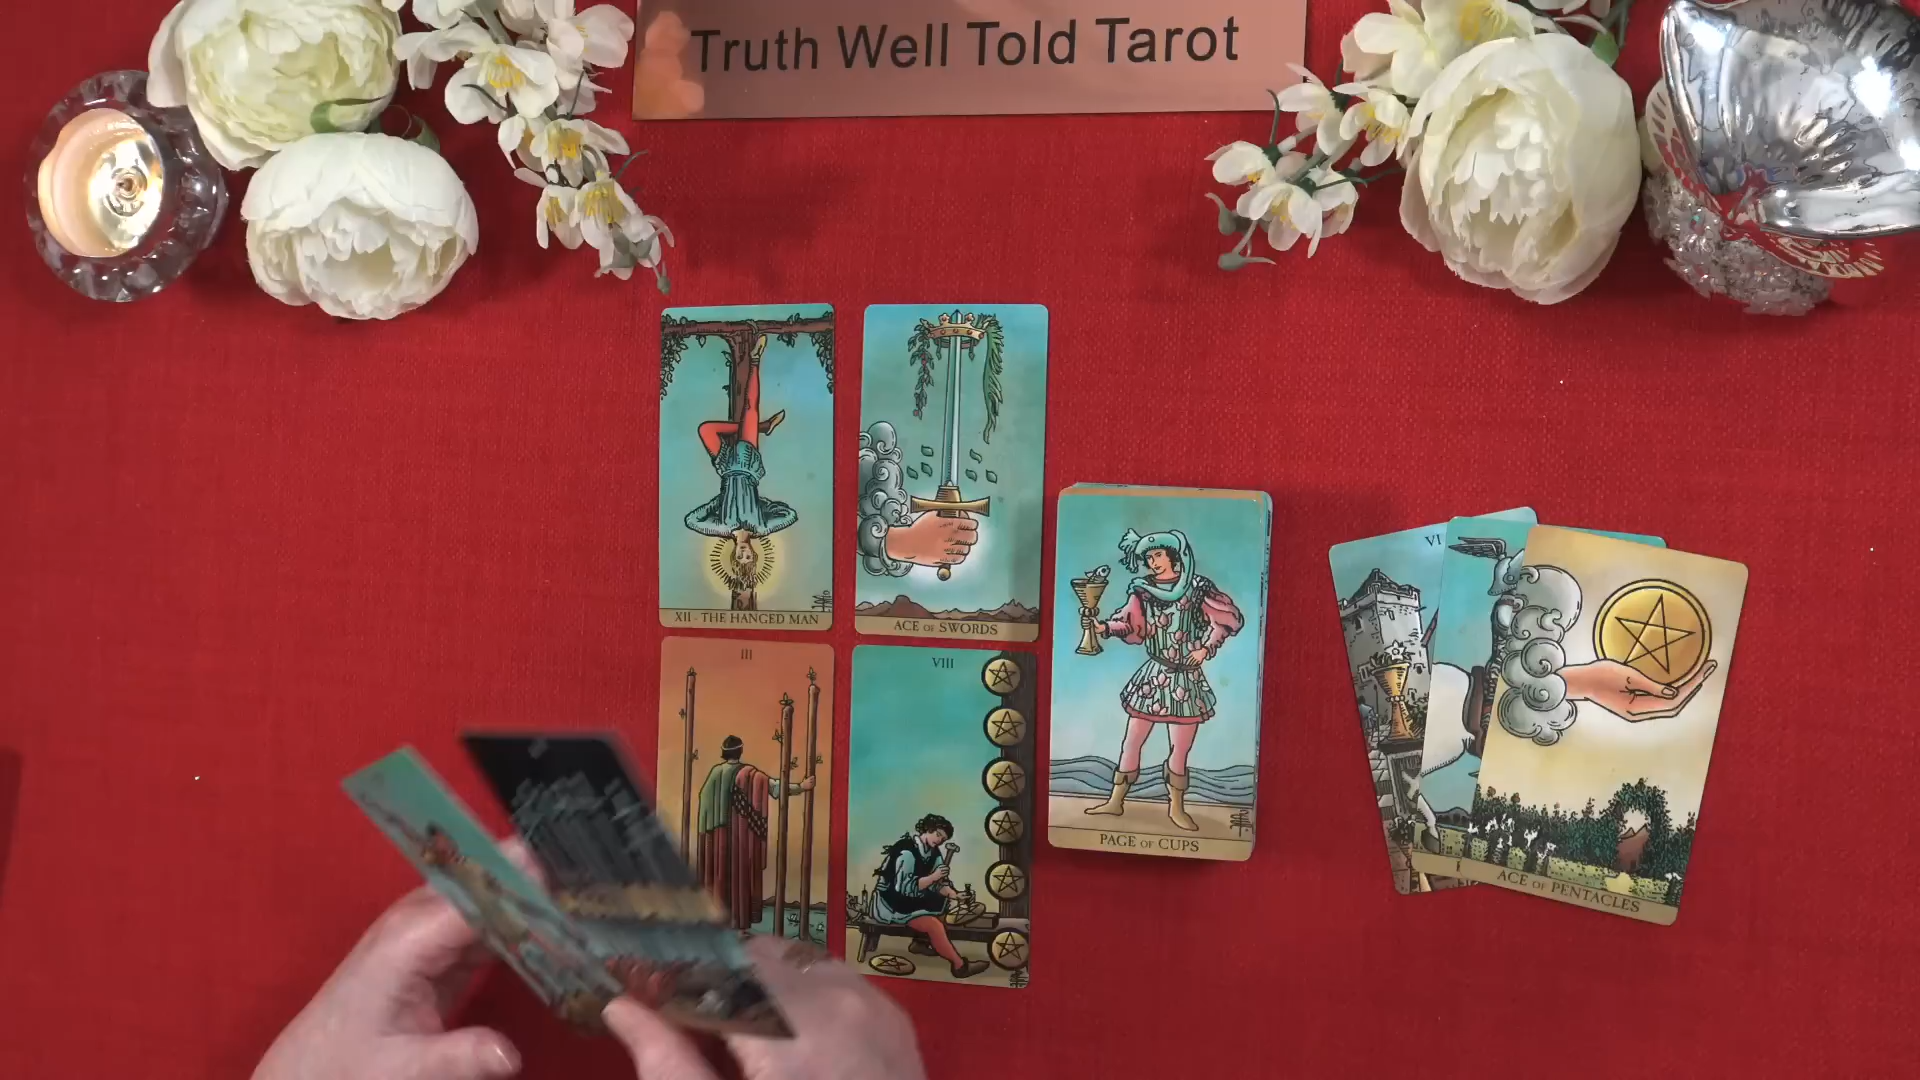 Truth Well Told Tarot
XII - THE HANGED MAN
ACE OF SWORDS
III
VIII
PAGE OF CUPS
VI
ACE OF PENTACLES